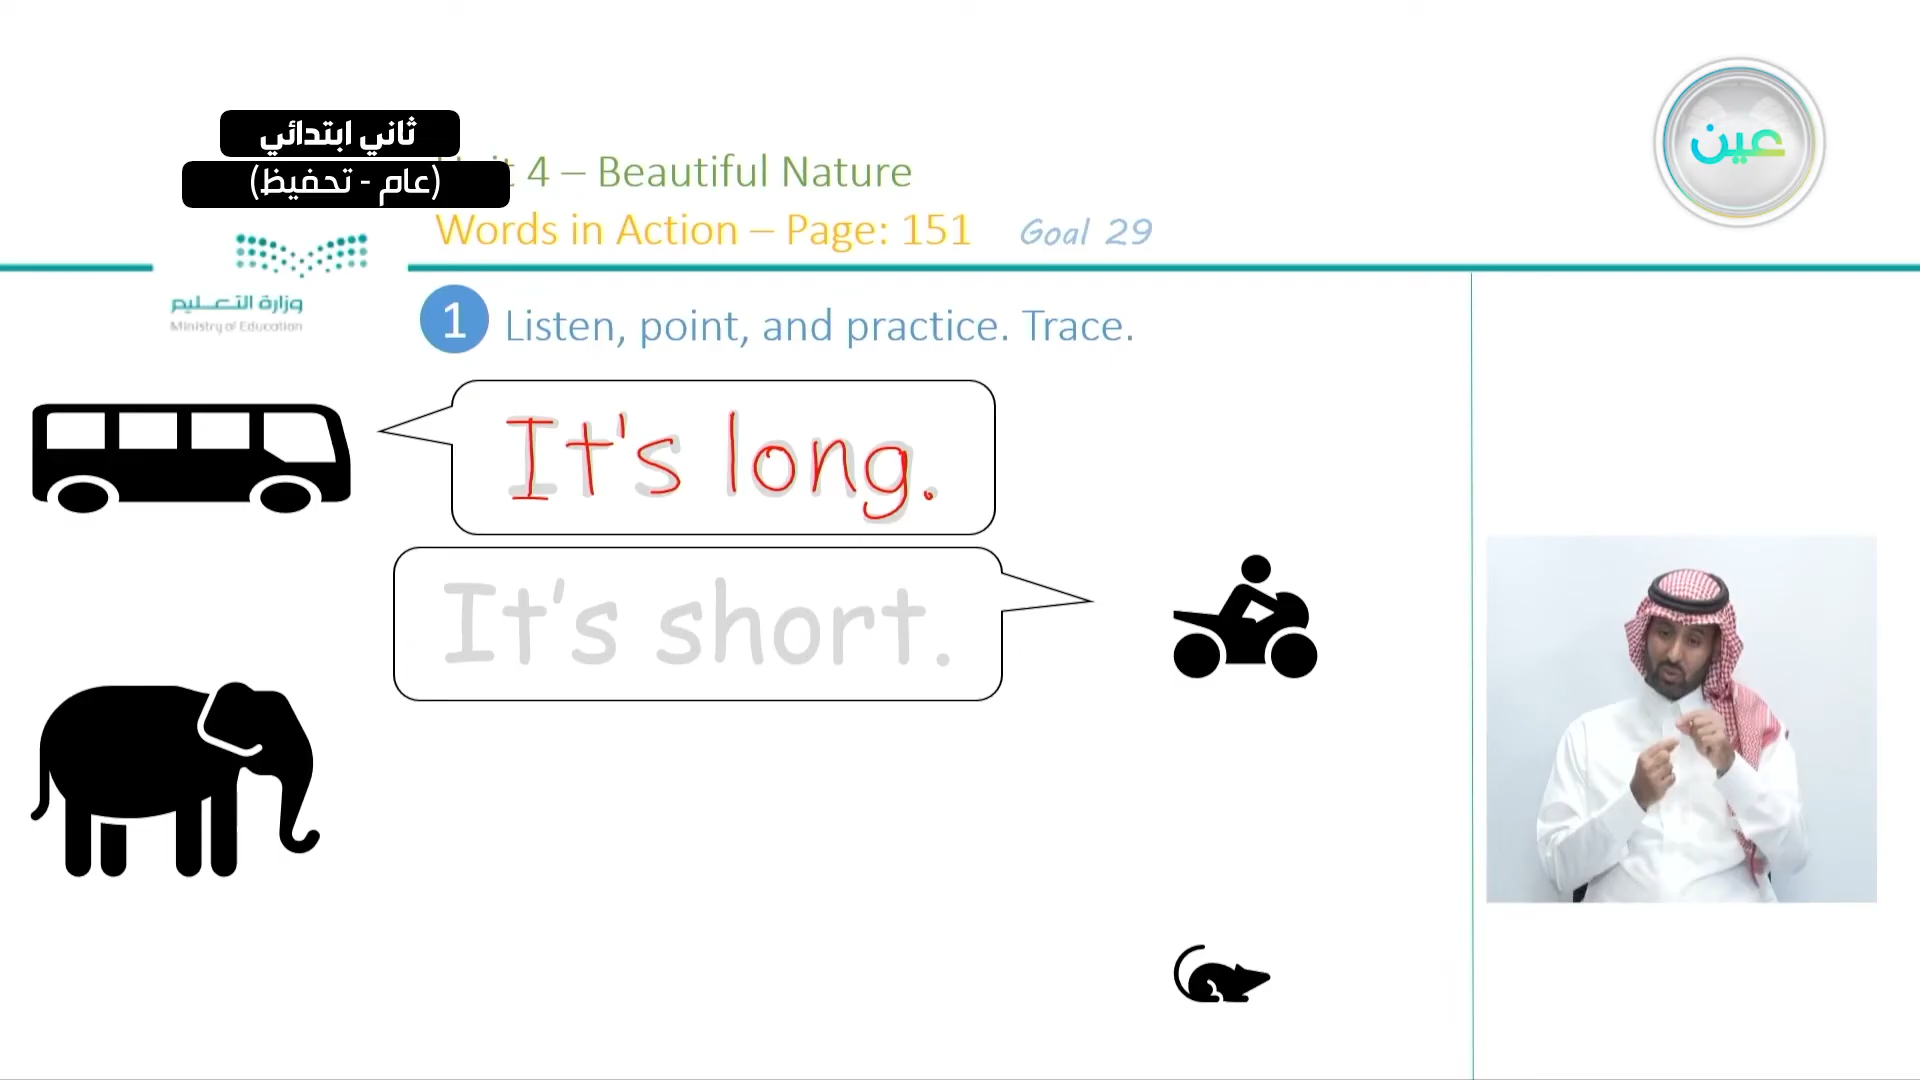 ثاني ابتدائي
(عام - تحفيظ)
عين
4 – Beautiful Nature
Words in Action – Page: 151 Goal 29
وزارة التعليم
Ministry of Education
1 Listen, point, and practice. Trace.
It's long.
It's short.